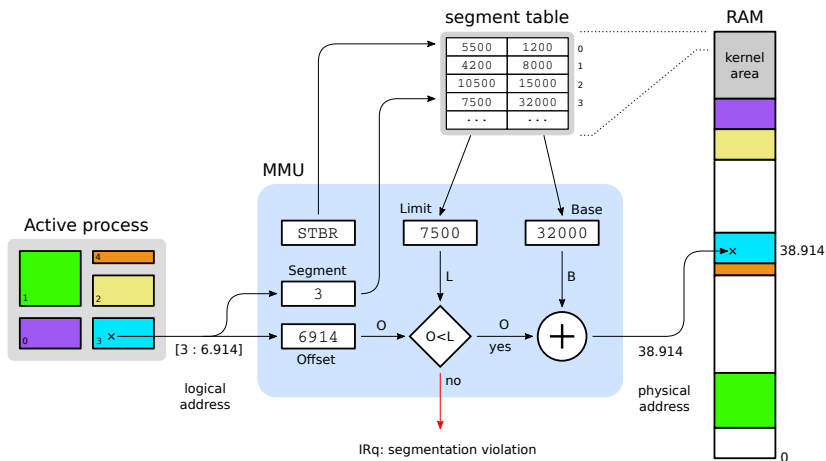 segment table
RAM
5500 1200 0
4200 8000 1
10500 15000 2
7500 32000 3
... ...
kernel
area
MMU
Active process
Limit
Base
STBR
7500
32000
4
1
2
0
3
Segment
3
L
B
6914
Offset
O
O<L
O
yes
+
38.914
[3 : 6.914]
38.914
no
logical
address
physical
address
IRq: segmentation violation
0